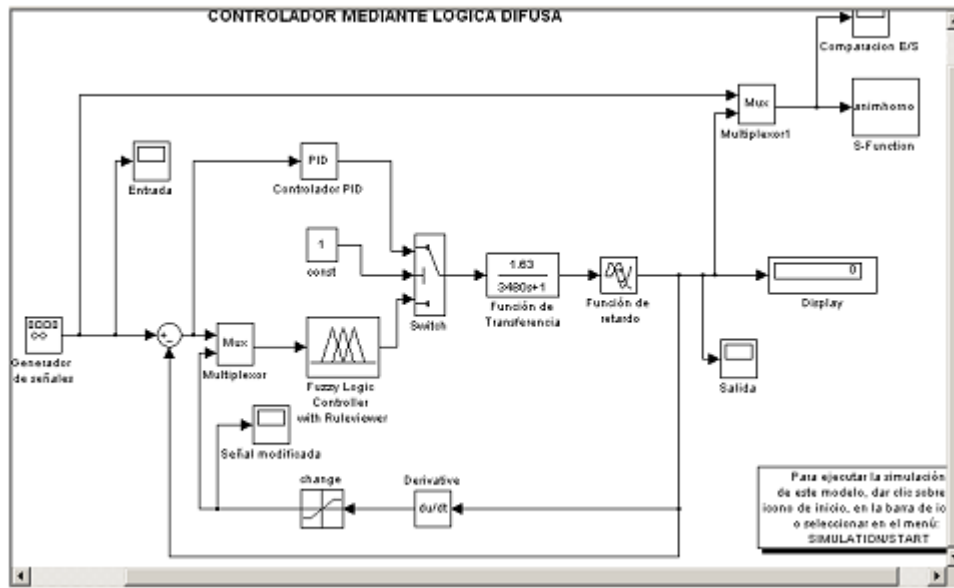 CONTROLADOR MEDIANTE LOGICA DIFUSA
Comparacion E/S
Mux
Multiplexor1
animhorno
S-Function
Entrada
PID
Controlador PID
1
const
Switch
1.63
3480s+1
Función de
Transferencia
Función de
retardo
0
Display
Generador
de señales
+
-
Mux
Multiplexor
Fuzzy Logic
Controller
with Ruleviewer
Salida
Señal modificada
change
Derivative
du/dt
Para ejecutar la simulación
de este modelo, dar clic sobre
icono de inicio, en la barra de ico
o seleccionar en el menú:
SIMULATION/START